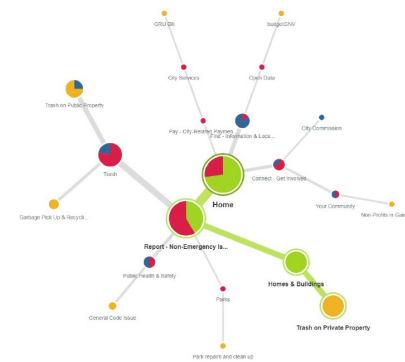 GRU Bill
budgetGNV
City Services
Open Data
Trash on Public Property
Pay - City-Related Paymen...
Find - Information & Loca...
City Commission
Trash
Connect - Get Involved
Home
Your Community
Garbage Pick Up & Recycli...
Non-Profits in Gain
Report - Non-Emergency Is...
Public Health & Safety
Homes & Buildings
Parks
General Code Issue
Trash on Private Property
Park repairs and clean up